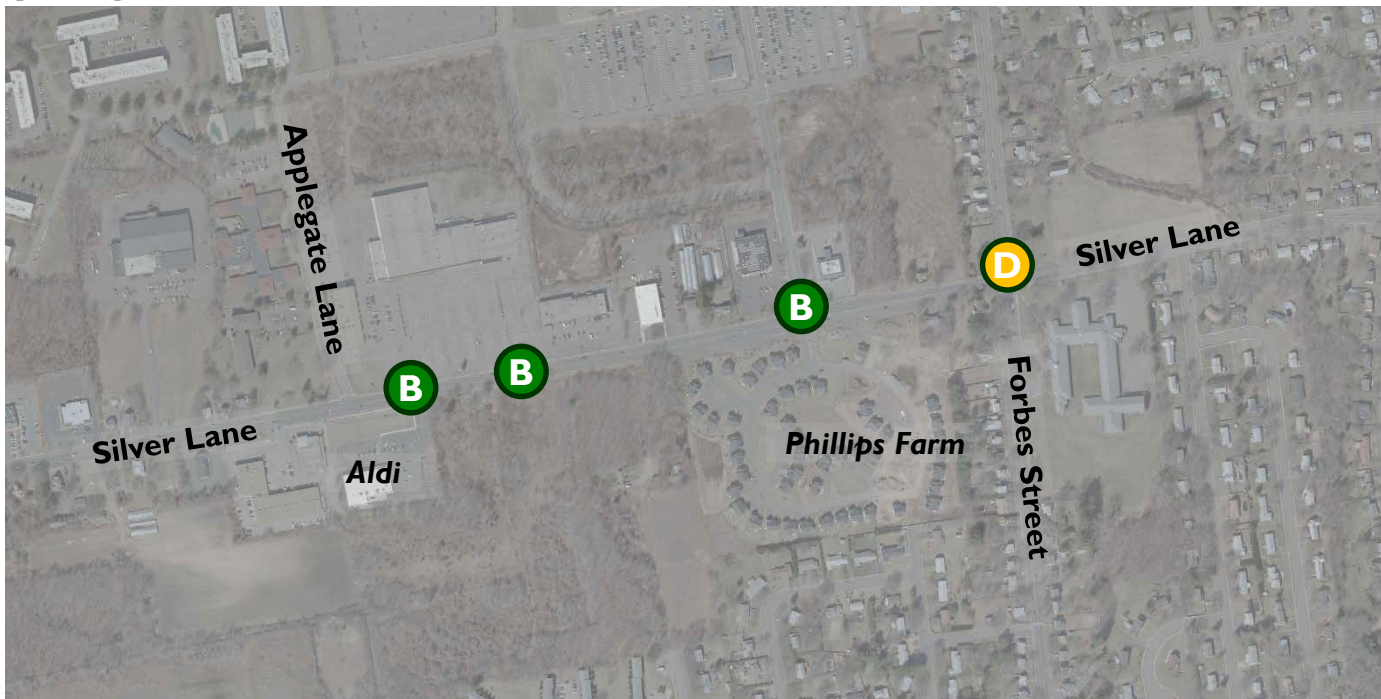 Applegate Lane
Silver Lane
D
B
B
B
Silver Lane
Aldi
Phillips Farm
Forbes Street